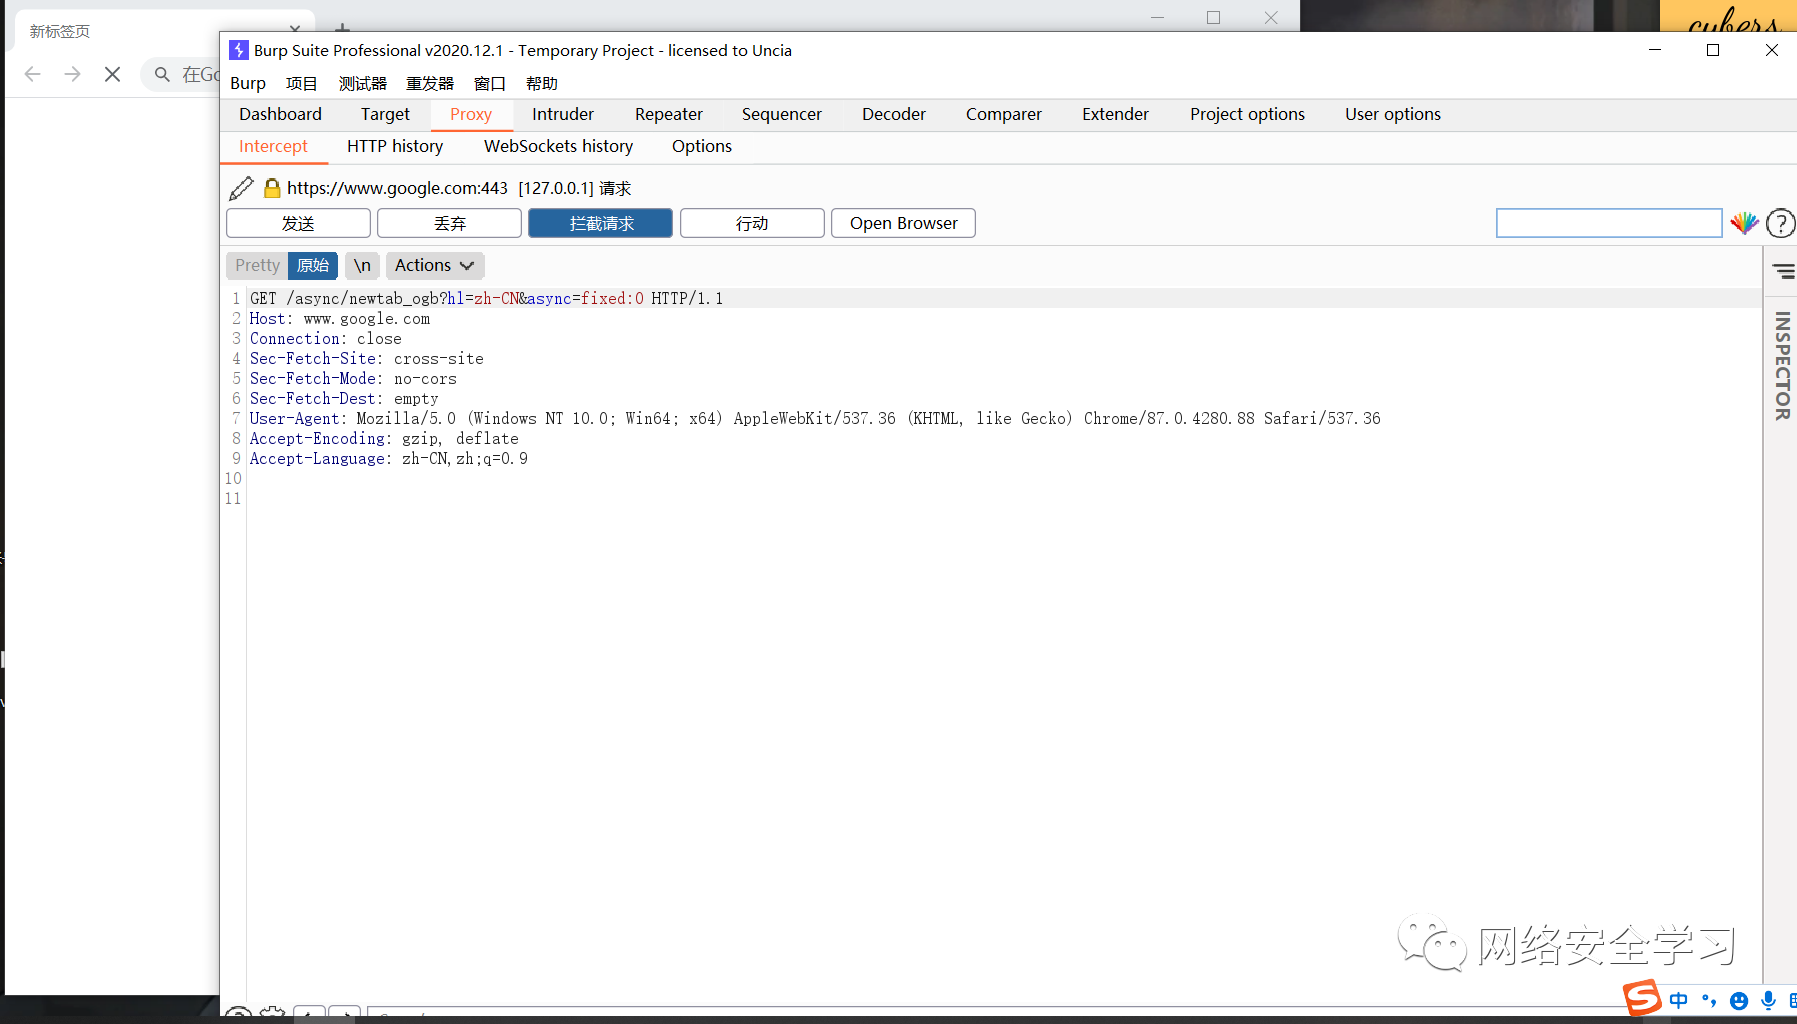 新标签页
cybers
在Go
Burp Suite Professional v2020.12.1 - Temporary Project - licensed to Uncia
Burp 项目 测试器 重发器 窗口 帮助
Dashboard Target Proxy Intruder Repeater Sequencer Decoder Comparer Extender Project options User options
Intercept HTTP history WebSockets history Options
https://www.google.com:443 [127.0.0.1] 请求
发送 丢弃 拦截请求 行动 Open Browser
Pretty 原始 \n Actions
1 GET /async/newtab_ogb?hl=zh-CN&async=fixed:0 HTTP/1.1
2 Host: www.google.com
3 Connection: close
4 Sec-Fetch-Site: cross-site
5 Sec-Fetch-Mode: no-cors
6 Sec-Fetch-Dest: empty
7 User-Agent: Mozilla/5.0 (Windows NT 10.0; Win64; x64) AppleWebKit/537.36 (KHTML, like Gecko) Chrome/87.0.4280.88 Safari/537.36
8 Accept-Encoding: gzip, deflate
9 Accept-Language: zh-CN,zh;q=0.9
10
11
INSPECTOR
网络安全学习
S 中